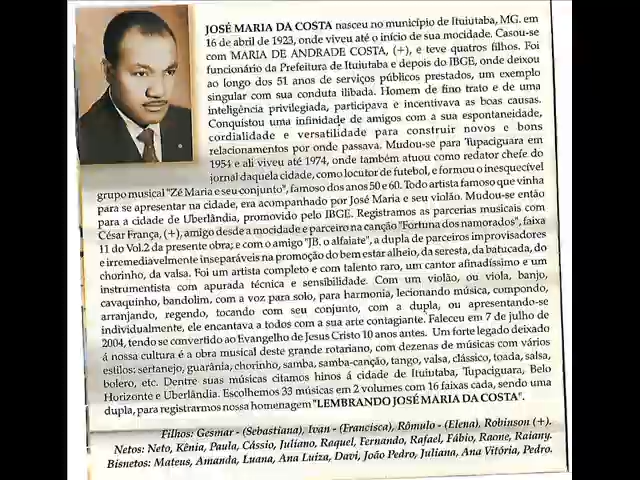 JOSÉ MARIA DA COSTA nasceu no município de Ituiutaba, MG. em
16 de abril de 1923, onde viveu até o início de sua mocidade. Casou-se
com MARIA DE ANDRADE COSTA, (+), e teve quatros filhos. Foi
funcionário da Prefeitura de Ituiutaba e depois do IBGE, onde deixou
ao longo dos 51 anos de serviços públicos prestados, um exemplo
singular com sua conduta ilibada. Homem de fino trato e de uma
inteligência privilegiada, participava e incentivava as boas causas.
Conquistou uma infinidade de amigos com a sua espontaneidade,
cordialidade e versatilidade para construir novos e bons
relacionamentos por onde passava. Mudou-se para Tupaciguara em
1954 e ali viveu até 1974, onde também atuou como redator chefe do
jornal daquela cidade, como locutor de futebol, e formou o inesquecível
grupo musical "Zé Maria e seu conjunto", famoso dos anos 50 e 60. Todo artista famoso que vinha
para se apresentar na cidade, era acompanhado por José Maria e seu violão. Mudou-se então
para a cidade de Uberlândia, promovido pelo IBGE. Registramos as parcerias musicais com
César França, (+), amigo desde a mocidade e parceiro na canção "Fortuna dos namorados", faixa
11 do Vol.2 da presente obra; e com o amigo "JB. o alfaiate", a dupla de parceiros improvisadores
e irremediavelmente inseparáveis na promoção do bem estar alheio, da seresta, da batucada, do
chorinho, da valsa. Foi um artista completo e com talento raro, um cantor afinadíssimo e um
instrumentista com apurada técnica e sensibilidade. Com um violão, ou viola, banjo,
cavaquinho, bandolim, com a voz para solo, para harmonia, lecionando música, compondo,
arranjando, regendo, tocando com seu conjunto, com a dupla, ou apresentando-se
individualmente, ele encantava a todos com a sua arte contagiante. Faleceu em 7 de julho de
2004, tendo se convertido ao Evangelho de Jesus Cristo 10 anos antes. Um forte legado deixado
á nossa cultura é a obra musical deste grande rotariano, com dezenas de músicas com vários
estilos: sertanejo, guarânia, chorinho, samba, samba-canção, tango, valsa, clássico, toada, salsa,
bolero, etc. Dentre suas músicas citamos hinos á cidade de Ituiutaba, Tupaciguara, Belo
Horizonte e Uberlândia. Escolhemos 33 músicas em 2 volumes com 16 faixas cada, sendo uma
dupla, para registrarmos nossa homenagem "LEMBRANDO JOSÉ MARIA DA COSTA".
Filhos: Gesmar - (Sebastiana), Ivan - (Francisca), Rômulo - (Elena), Robinson (+).
Netos: Neto, Kênia, Paula, Cássio, Juliano, Raquel, Fernando, Rafael, Fábio, Raone, Raiany.
Bisnetos: Mateus, Amanda, Luana, Ana Luiza, Davi, João Pedro, Juliana, Ana Vitória, Pedro.